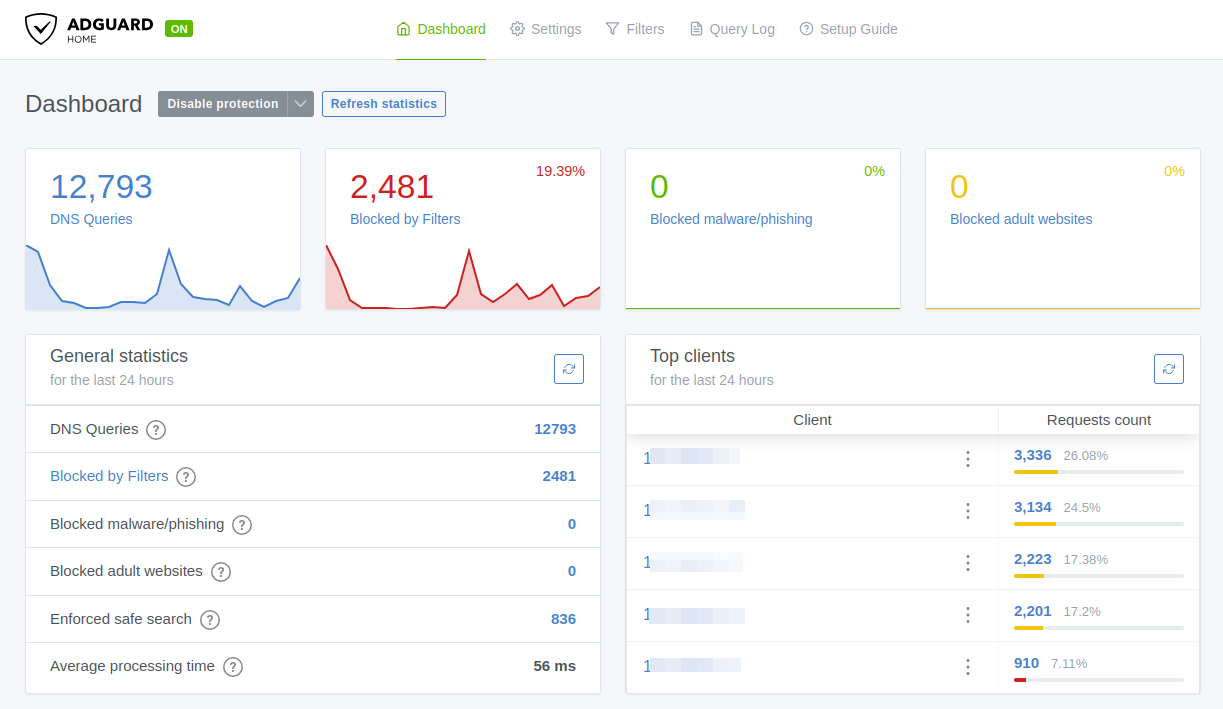 ADGUARD
HOME
ON
Dashboard
Settings
Filters
Query Log
Setup Guide
Dashboard
Disable protection
Refresh statistics
12,793
DNS Queries
19.39%
2,481
Blocked by Filters
0%
0
Blocked malware/phishing
0%
0
Blocked adult websites
General statistics
for the last 24 hours
DNS Queries ? 12793
Blocked by Filters ? 2481
Blocked malware/phishing ? 0
Blocked adult websites ? 0
Enforced safe search ? 836
Average processing time ? 56 ms
Top clients
for the last 24 hours
Client Requests count
1 3,336 26.08%
1 3,134 24.5%
1 2,223 17.38%
1 2,201 17.2%
1 910 7.11%